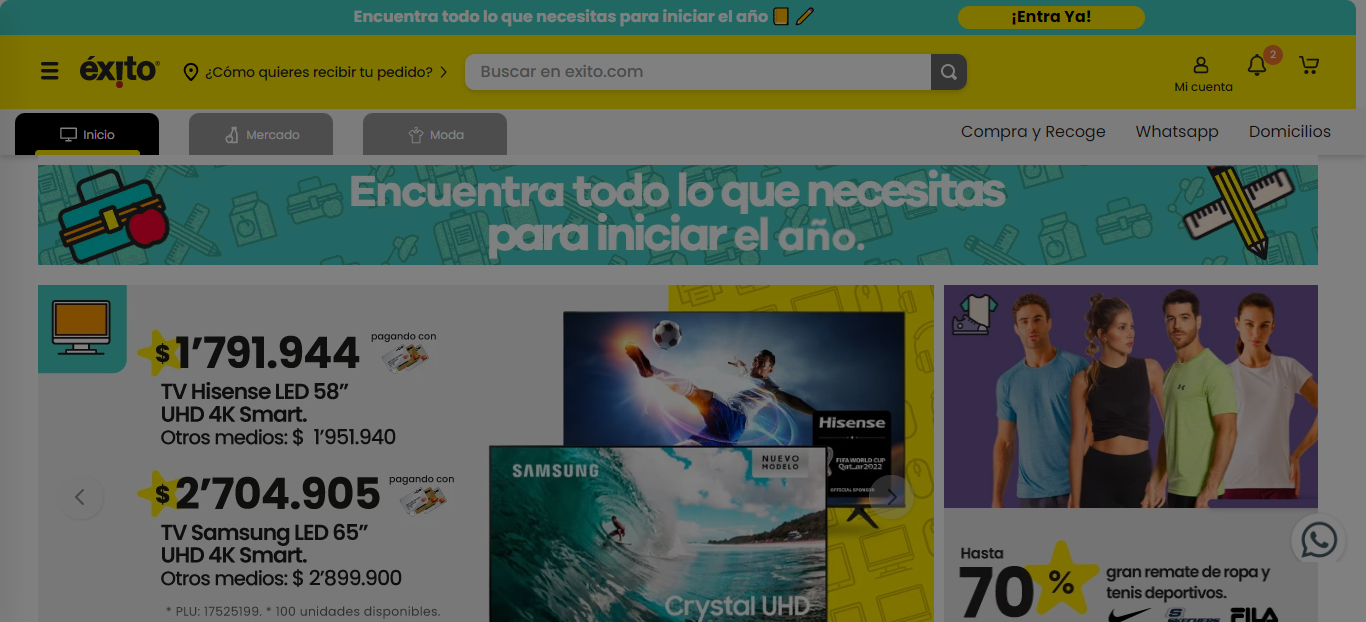 Encuentra todo lo que necesitas para iniciar el año
¡Entra Ya!
éxito
¿Cómo quieres recibir tu pedido?
Buscar en exito.com
Mi cuenta
2
Inicio
Mercado
Moda
Compra y Recoge
Whatsapp
Domicilios
Encuentra todo lo que necesitas
para iniciar el año.
$ 1’791.944
pagando con
TV Hisense LED 58”
UHD 4K Smart.
Otros medios: $ 1’951.940
$ 2’704.905
pagando con
TV Samsung LED 65”
UHD 4K Smart.
Otros medios: $ 2’899.900
* PLU: 17525199. * 100 unidades disponibles.
Hisense
FIFA WORLD CUP
Qatar2022
OFFICIAL SPONSOR
SAMSUNG
NUEVO
MODELO
Crystal UHD
Hasta
70 %
gran remate de ropa y
tenis deportivos.
SKECHERS
FILA